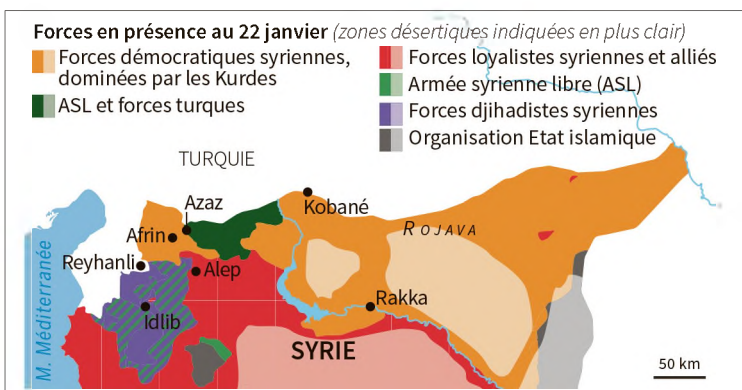 Forces en présence au 22 janvier (zones désertiques indiquées en plus clair)
Forces démocratiques syriennes,
dominées par les Kurdes
ASL et forces turques
Forces loyalistes syriennes et alliés
Armée syrienne libre (ASL)
Forces djihadistes syriennes
Organisation Etat islamique
TURQUIE
Azaz
Kobané
Afrin
ROJAVA
Reyhanli
Alep
M. Méditerranée
Idlib
Rakka
SYRIE
50 km